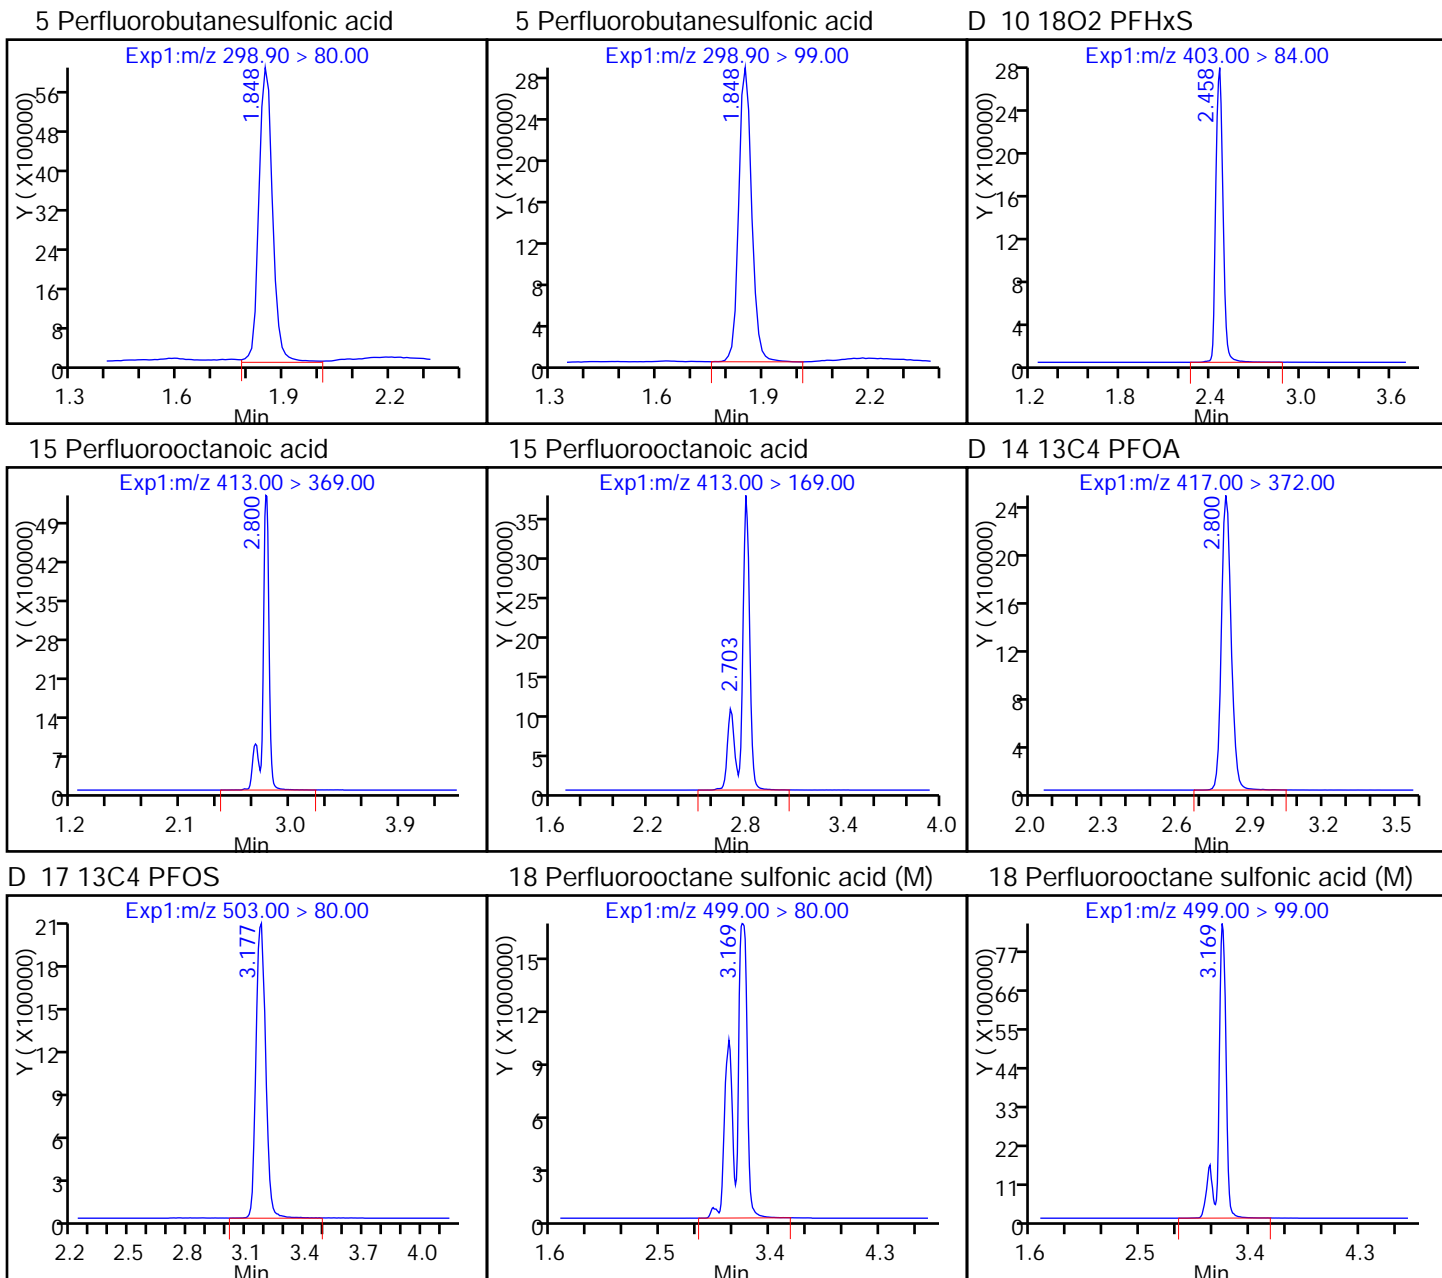 5 Perfluorobutanesulfonic acid
Exp1:m/z 298.90 > 80.00
Y ( X100000)
56
48
40
32
24
16
8
0
1.848
1.3 1.6 1.9 2.2
Min
5 Perfluorobutanesulfonic acid
Exp1:m/z 298.90 > 99.00
Y ( X100000)
28
24
20
16
12
8
4
0
1.848
1.3 1.6 1.9 2.2
Min
D 10 18O2 PFHxS
Exp1:m/z 403.00 > 84.00
Y ( X100000)
28
24
20
16
12
8
4
0
2.458
1.2 1.8 2.4 3.0 3.6
Min
15 Perfluorooctanoic acid
Exp1:m/z 413.00 > 369.00
Y ( X100000)
49
42
35
28
21
14
7
0
2.800
1.2 2.1 3.0 3.9
Min
15 Perfluorooctanoic acid
Exp1:m/z 413.00 > 169.00
Y ( X100000)
35
30
25
20
15
10
5
0
2.703
1.6 2.2 2.8 3.4 4.0
Min
D 14 13C4 PFOA
Exp1:m/z 417.00 > 372.00
Y ( X100000)
24
20
16
12
8
4
0
2.800
2.0 2.3 2.6 2.9 3.2 3.5
Min
D 17 13C4 PFOS
Exp1:m/z 503.00 > 80.00
Y ( X100000)
21
18
15
12
9
6
3
0
3.177
2.2 2.5 2.8 3.1 3.4 3.7 4.0
Min
18 Perfluorooctane sulfonic acid (M)
Exp1:m/z 499.00 > 80.00
Y ( X1000000)
15
12
9
6
3
0
3.169
1.6 2.5 3.4 4.3
Min
18 Perfluorooctane sulfonic acid (M)
Exp1:m/z 499.00 > 99.00
Y ( X100000)
77
66
55
44
33
22
11
0
3.169
1.6 2.5 3.4 4.3
Min